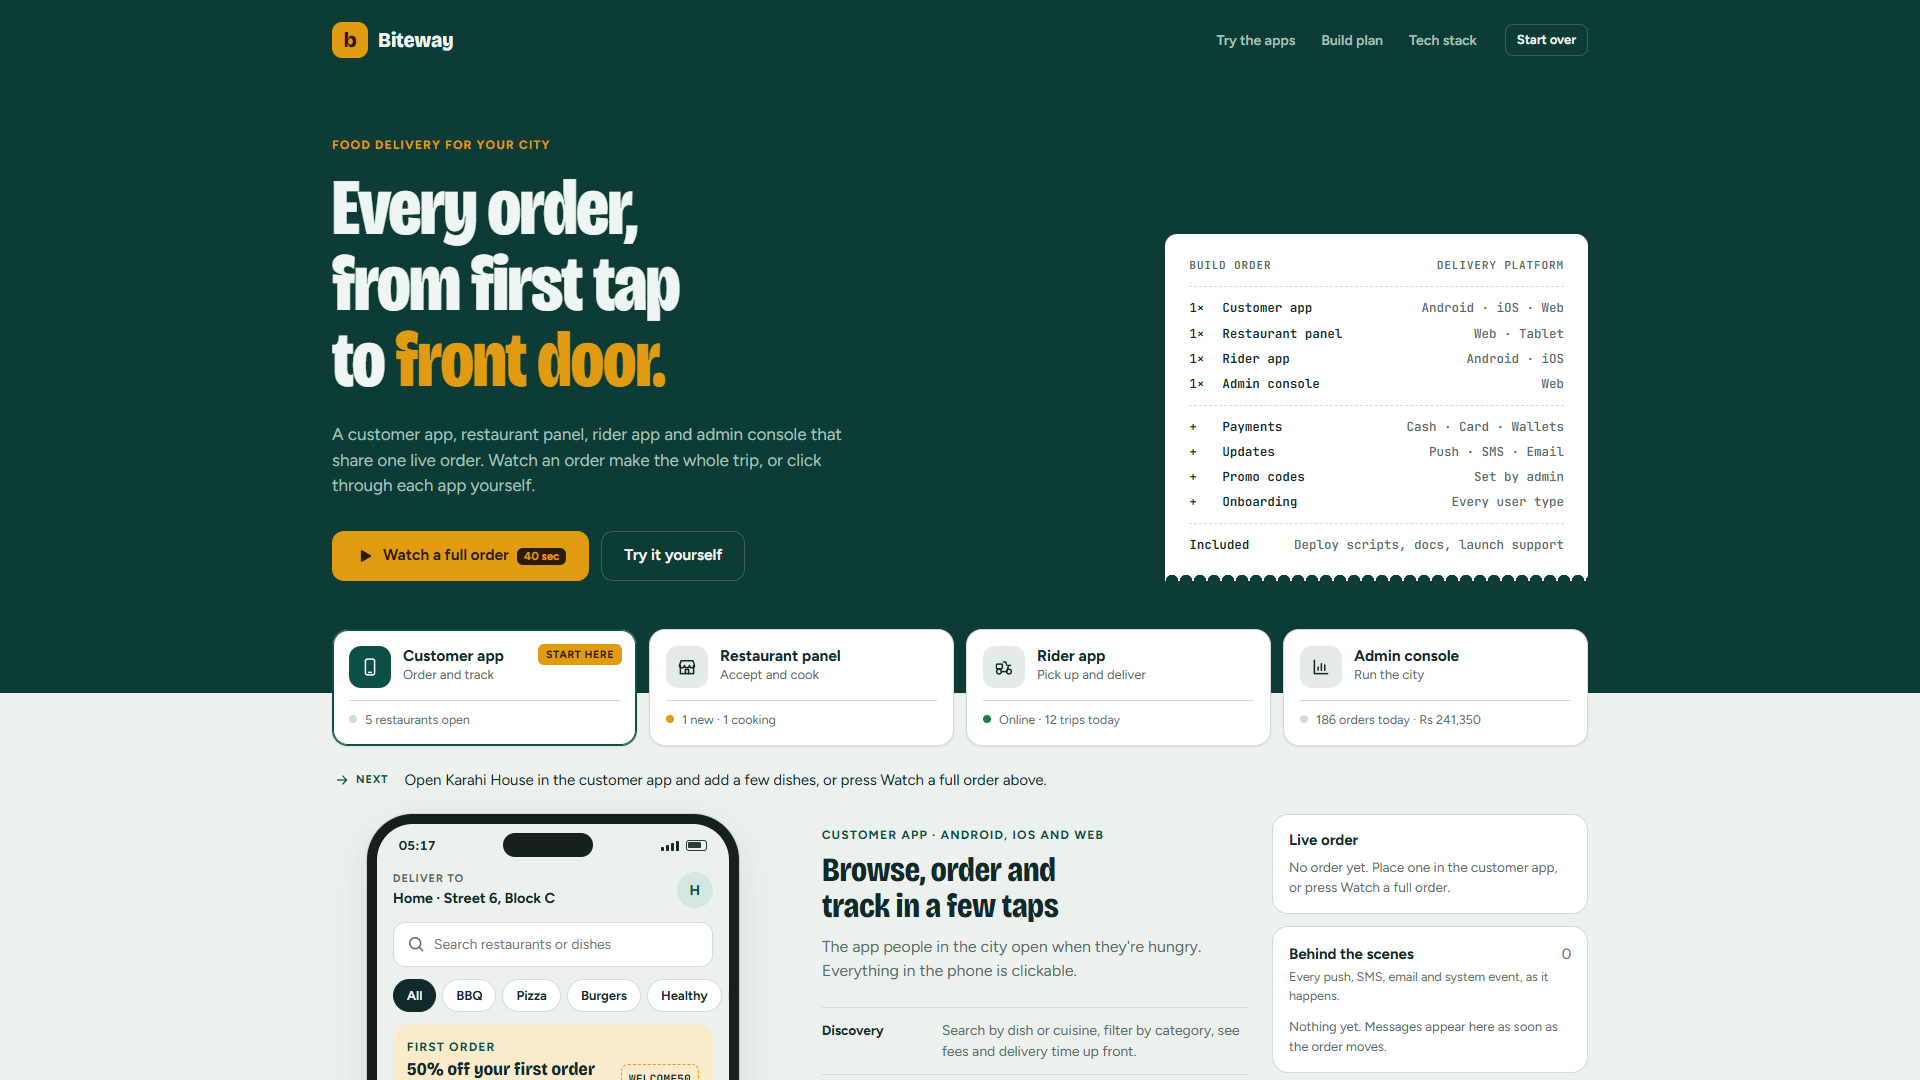 b Biteway
Try the apps Build plan Tech stack Start over
FOOD DELIVERY FOR YOUR CITY
Every order,
from first tap
to front door.
A customer app, restaurant panel, rider app and admin console that
share one live order. Watch an order make the whole trip, or click
through each app yourself.
Watch a full order 40 sec Try it yourself
BUILD ORDER DELIVERY PLATFORM
1× Customer app Android · iOS · Web
1× Restaurant panel Web · Tablet
1× Rider app Android · iOS
1× Admin console Web
+ Payments Cash · Card · Wallets
+ Updates Push · SMS · Email
+ Promo codes Set by admin
+ Onboarding Every user type
Included Deploy scripts, docs, launch support
Customer app START HERE
Order and track
5 restaurants open
Restaurant panel
Accept and cook
1 new · 1 cooking
Rider app
Pick up and deliver
Online · 12 trips today
Admin console
Run the city
186 orders today · Rs 241,350
→ NEXT Open Karahi House in the customer app and add a few dishes, or press Watch a full order above.
05:17
DELIVER TO
Home · Street 6, Block C
H
Search restaurants or dishes
All BBQ Pizza Burgers Healthy
FIRST ORDER
50% off your first order
WELCOME50
CUSTOMER APP · ANDROID, IOS AND WEB
Browse, order and
track in a few taps
The app people in the city open when they're hungry.
Everything in the phone is clickable.
Discovery Search by dish or cuisine, filter by category, see
fees and delivery time up front.
Live order
No order yet. Place one in the customer app,
or press Watch a full order.
Behind the scenes 0
Every push, SMS, email and system event, as it
happens.
Nothing yet. Messages appear here as soon as
the order moves.